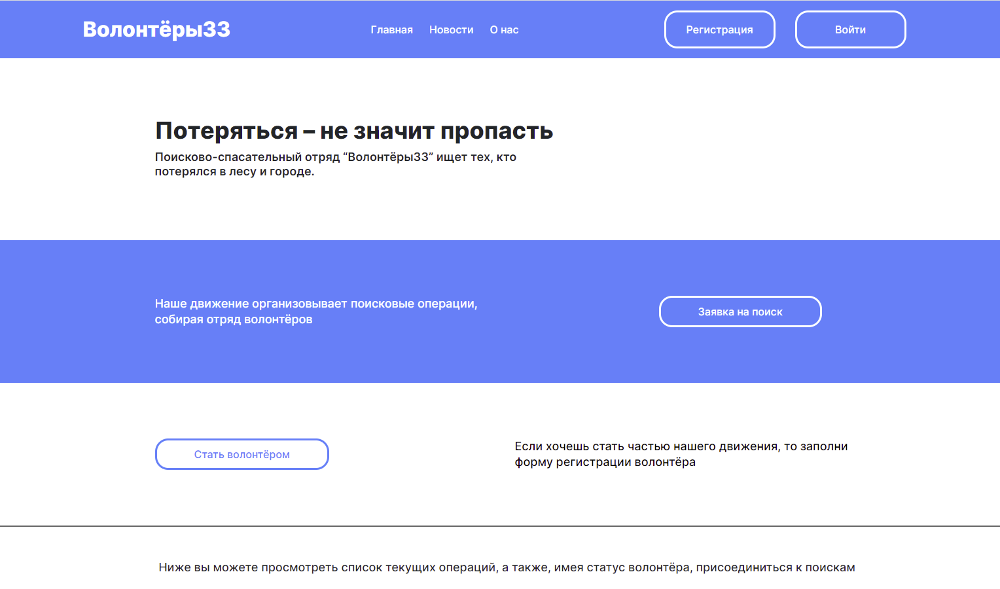 Волонтёры33
Главная Новости О нас
Регистрация
Войти
Потеряться – не значит пропасть
Поисково-спасательный отряд “Волонтёры33” ищет тех, кто
потерялся в лесу и городе.
Наше движение организовывает поисковые операции,
собирая отряд волонтёров
Заявка на поиск
Стать волонтёром
Если хочешь стать частью нашего движения, то заполни
форму регистрации волонтёра
Ниже вы можете просмотреть список текущих операций, а также, имея статус волонтёра, присоединиться к поискам